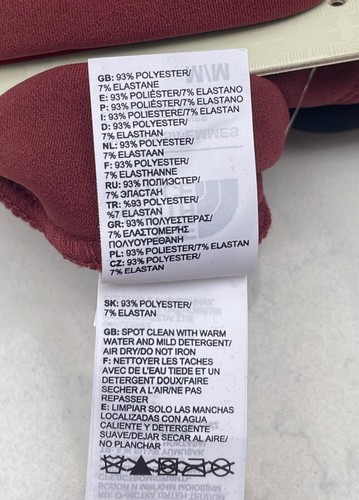 GB: 93% POLYESTER/
7% ELASTANE
E: 93% POLIÉSTER/7% ELASTANO
P: 93% POLIÉSTER/7% ELASTANO
I: 93% POLIESTERE/7% ELASTAN
D: 93% POLYESTER/
7% ELASTHAN
NL: 93% POLYESTER/
7% ELASTAAN
F: 93% POLYESTER/
7% ELASTHANNE
RU: 93% ПОЛИЭСТЕР/
7% ЭЛАСТАН
TR: %93 POLYESTER/
%7 ELASTAN
GR: 93% ΠΟΛΥΕΣΤΕΡΑΣ/
7% ΕΛΑΣΤΟΜΕΡΗΣ
ΠΟΛΥΟΥΡΕΘΑΝΗ
PL: 93% POLIESTER/7% ELASTAN
CZ: 93% POLYESTER/
7% ELASTAN
SK: 93% POLYESTER/
7% ELASTAN
GB: SPOT CLEAN WITH WARM
WATER AND MILD DETERGENT/
AIR DRY/DO NOT IRON
F: NETTOYER LES TACHES
AVEC DE L'EAU TIEDE ET UN
DETERGENT DOUX/FAIRE
SECHER A L'AIR/NE PAS
REPASSER
E: LIMPIAR SOLO LAS MANCHAS
LOCALIZADAS CON AGUA
CALIENTE Y DETERGENTE
SUAVE/DEJAR SECAR AL AIRE/
NO PLANCHAR